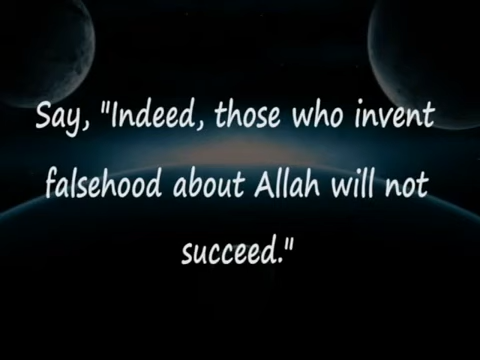 Say, "Indeed, those who invent
falsehood about Allah will not
succeed."